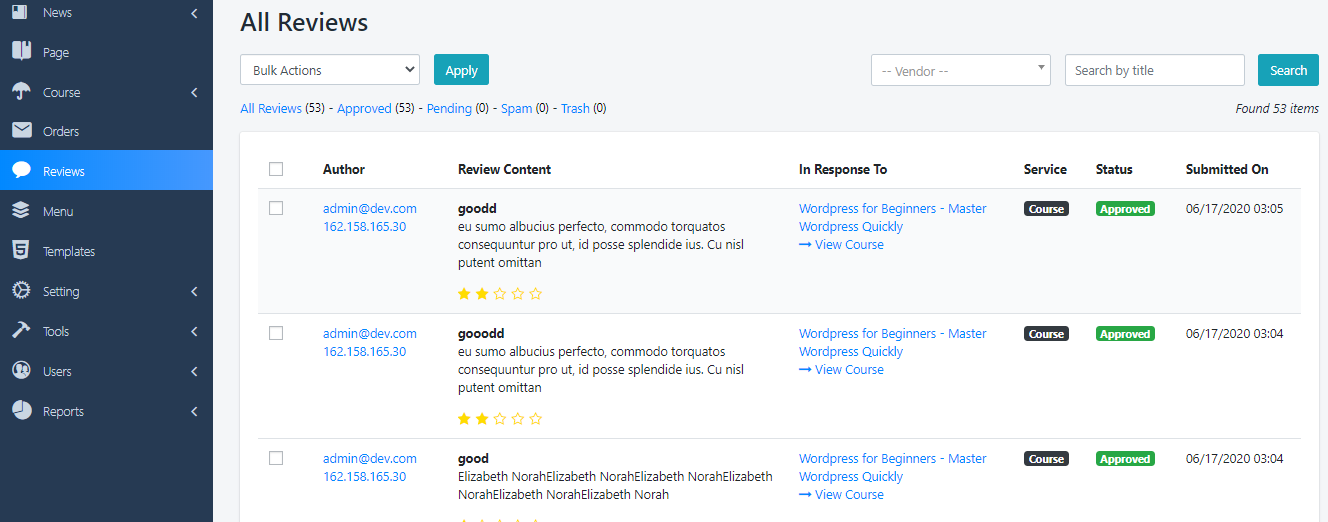 News
Page
Course
Orders
Reviews
Menu
Templates
Setting
Tools
Users
Reports
All Reviews
Bulk Actions
Apply
-- Vendor --
Search by title
Search
All Reviews (53) - Approved (53) - Pending (0) - Spam (0) - Trash (0)
Found 53 items
Author Review Content In Response To Service Status Submitted On
admin@dev.com
162.158.165.30
goodd
eu sumo albucius perfecto, commodo torquatos
consequuntur pro ut, id posse splendide ius. Cu nisl
putent omittan
Wordpress for Beginners - Master
Wordpress Quickly
→ View Course
Course
Approved
06/17/2020 03:05
admin@dev.com
162.158.165.30
gooodd
eu sumo albucius perfecto, commodo torquatos
consequuntur pro ut, id posse splendide ius. Cu nisl
putent omittan
Wordpress for Beginners - Master
Wordpress Quickly
→ View Course
Course
Approved
06/17/2020 03:04
admin@dev.com
162.158.165.30
good
Elizabeth NorahElizabeth NorahElizabeth NorahElizabeth
NorahElizabeth NorahElizabeth Norah
Wordpress for Beginners - Master
Wordpress Quickly
→ View Course
Course
Approved
06/17/2020 03:04